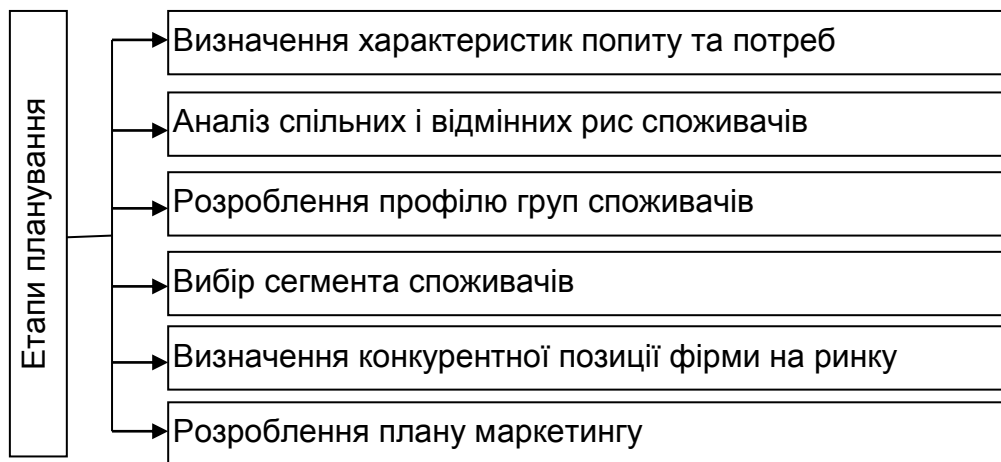 Етапи планування
Визначення характеристик попиту та потреб
Аналіз спільних і відмінних рис споживачів
Розроблення профілю груп споживачів
Вибір сегмента споживачів
Визначення конкурентної позиції фірми на ринку
Розроблення плану маркетингу